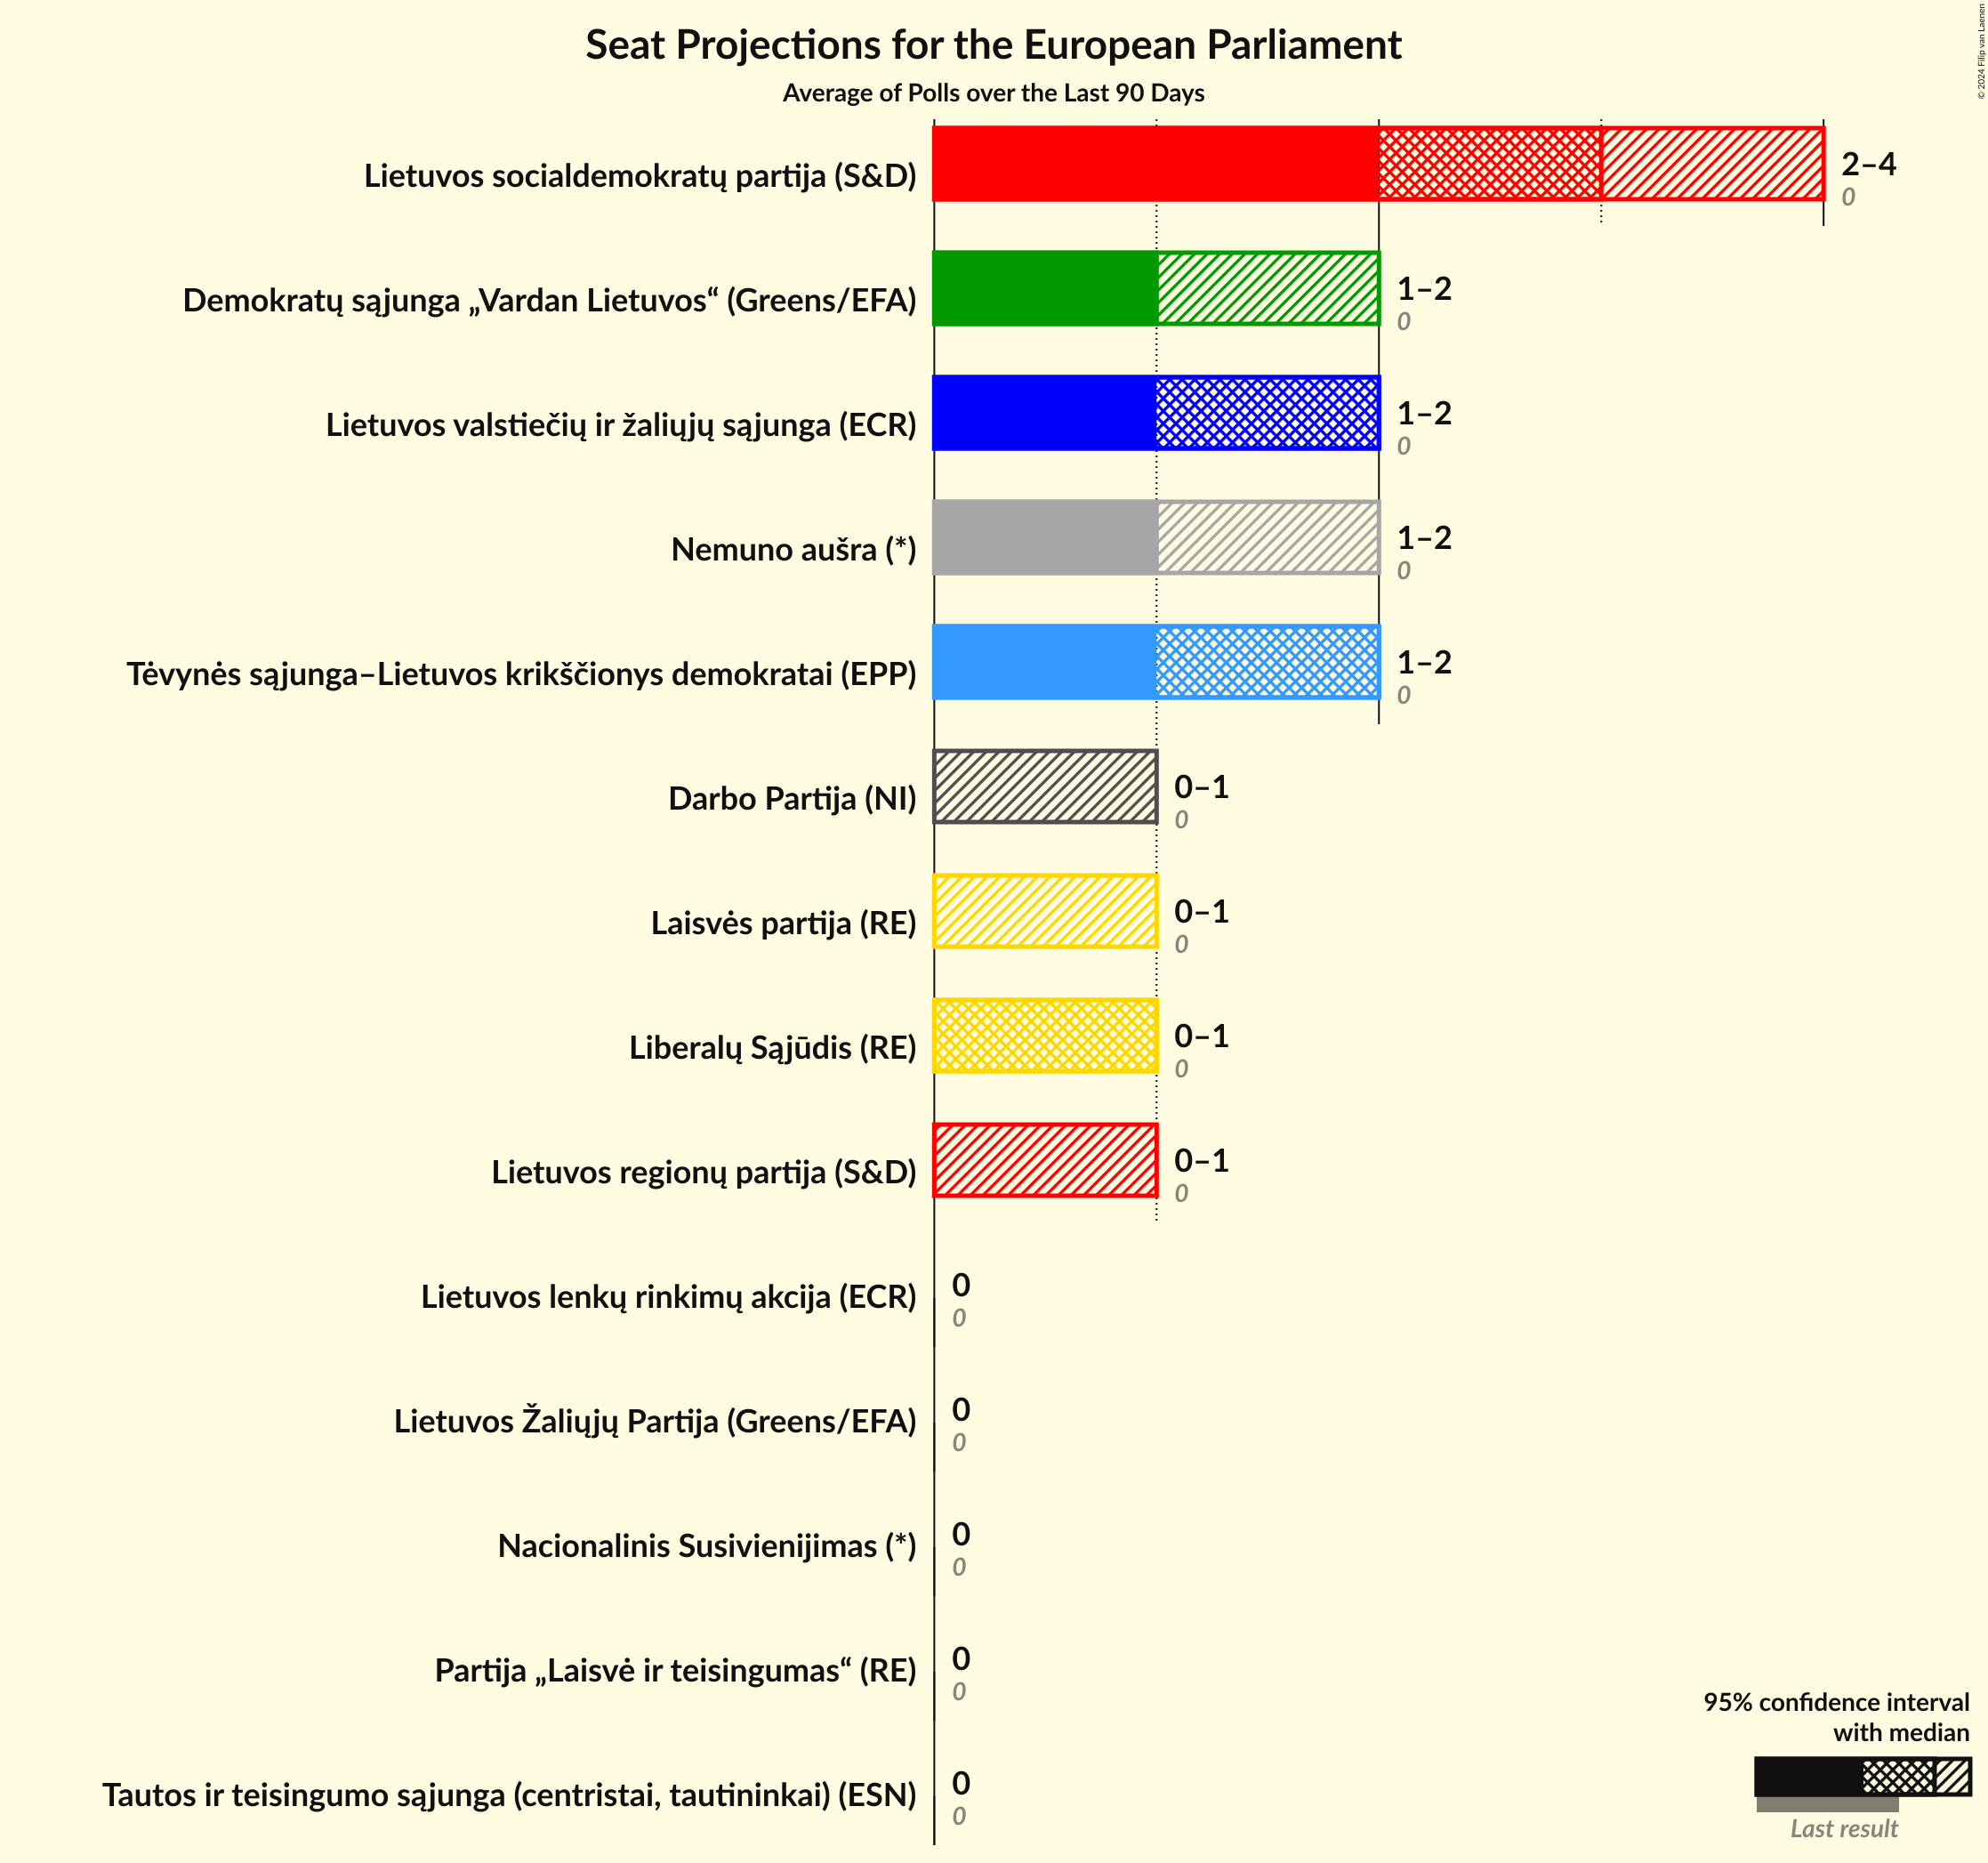 Seat Projections for the European Parliament
Average of Polls over the Last 90 Days
© 2024 Filip van Laenen
Lietuvos socialdemokratų partija (S&D)
2–4
0
Demokratų sąjunga „Vardan Lietuvos“ (Greens/EFA)
1–2
0
Lietuvos valstiečių ir žaliųjų sąjunga (ECR)
1–2
0
Nemuno aušra (*)
1–2
0
Tėvynės sąjunga–Lietuvos krikščionys demokratai (EPP)
1–2
0
Darbo Partija (NI)
0–1
0
Laisvės partija (RE)
0–1
0
Liberalų Sąjūdis (RE)
0–1
0
Lietuvos regionų partija (S&D)
0–1
0
Lietuvos lenkų rinkimų akcija (ECR)
0
0
Lietuvos Žaliųjų Partija (Greens/EFA)
0
0
Nacionalinis Susivienijimas (*)
0
0
Partija „Laisvė ir teisingumas“ (RE)
0
0
Tautos ir teisingumo sąjunga (centristai, tautininkai) (ESN)
0
0
95% confidence interval
with median
Last result